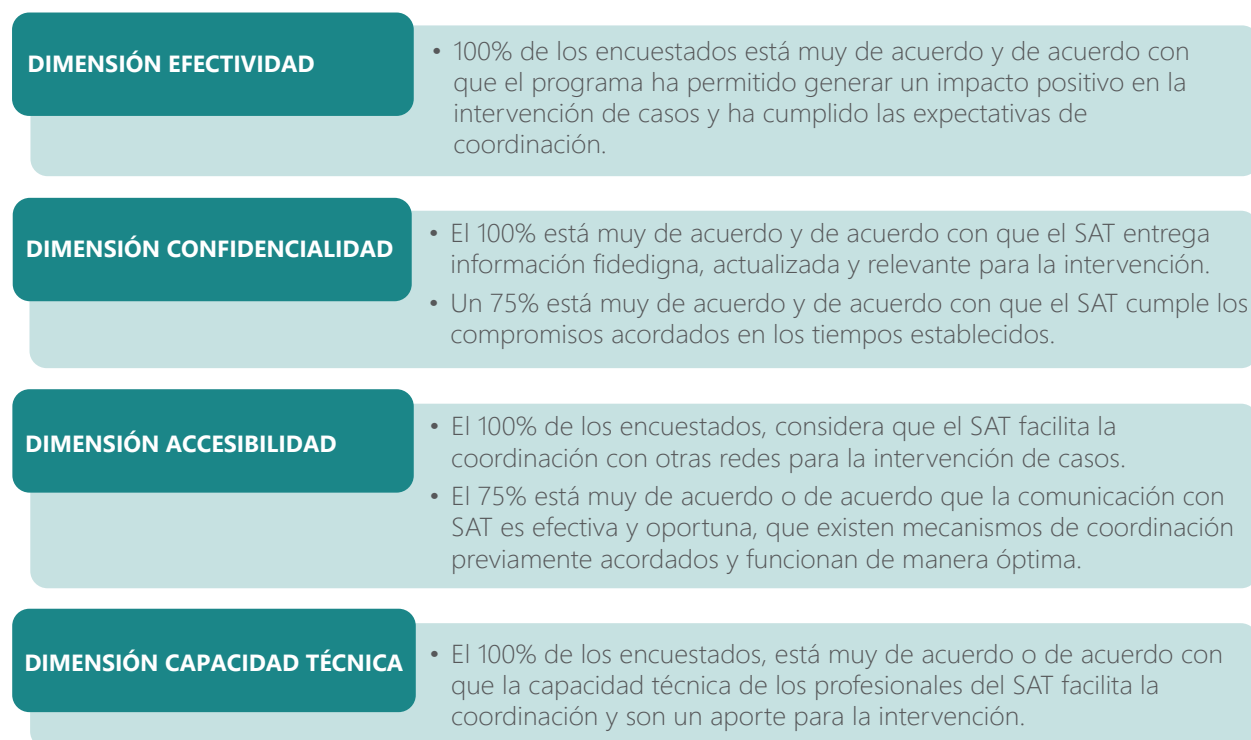 DIMENSIÓN EFECTIVIDAD
• 100% de los encuestados está muy de acuerdo y de acuerdo con
que el programa ha permitido generar un impacto positivo en la
intervención de casos y ha cumplido las expectativas de
coordinación.
DIMENSIÓN CONFIDENCIALIDAD
• El 100% está muy de acuerdo y de acuerdo con que el SAT entrega
información fidedigna, actualizada y relevante para la intervención.
• Un 75% está muy de acuerdo y de acuerdo con que el SAT cumple los
compromisos acordados en los tiempos establecidos.
DIMENSIÓN ACCESIBILIDAD
• El 100% de los encuestados, considera que el SAT facilita la
coordinación con otras redes para la intervención de casos.
• El 75% está muy de acuerdo o de acuerdo que la comunicación con
SAT es efectiva y oportuna, que existen mecanismos de coordinación
previamente acordados y funcionan de manera óptima.
DIMENSIÓN CAPACIDAD TÉCNICA
• El 100% de los encuestados, está muy de acuerdo o de acuerdo con
que la capacidad técnica de los profesionales del SAT facilita la
coordinación y son un aporte para la intervención.